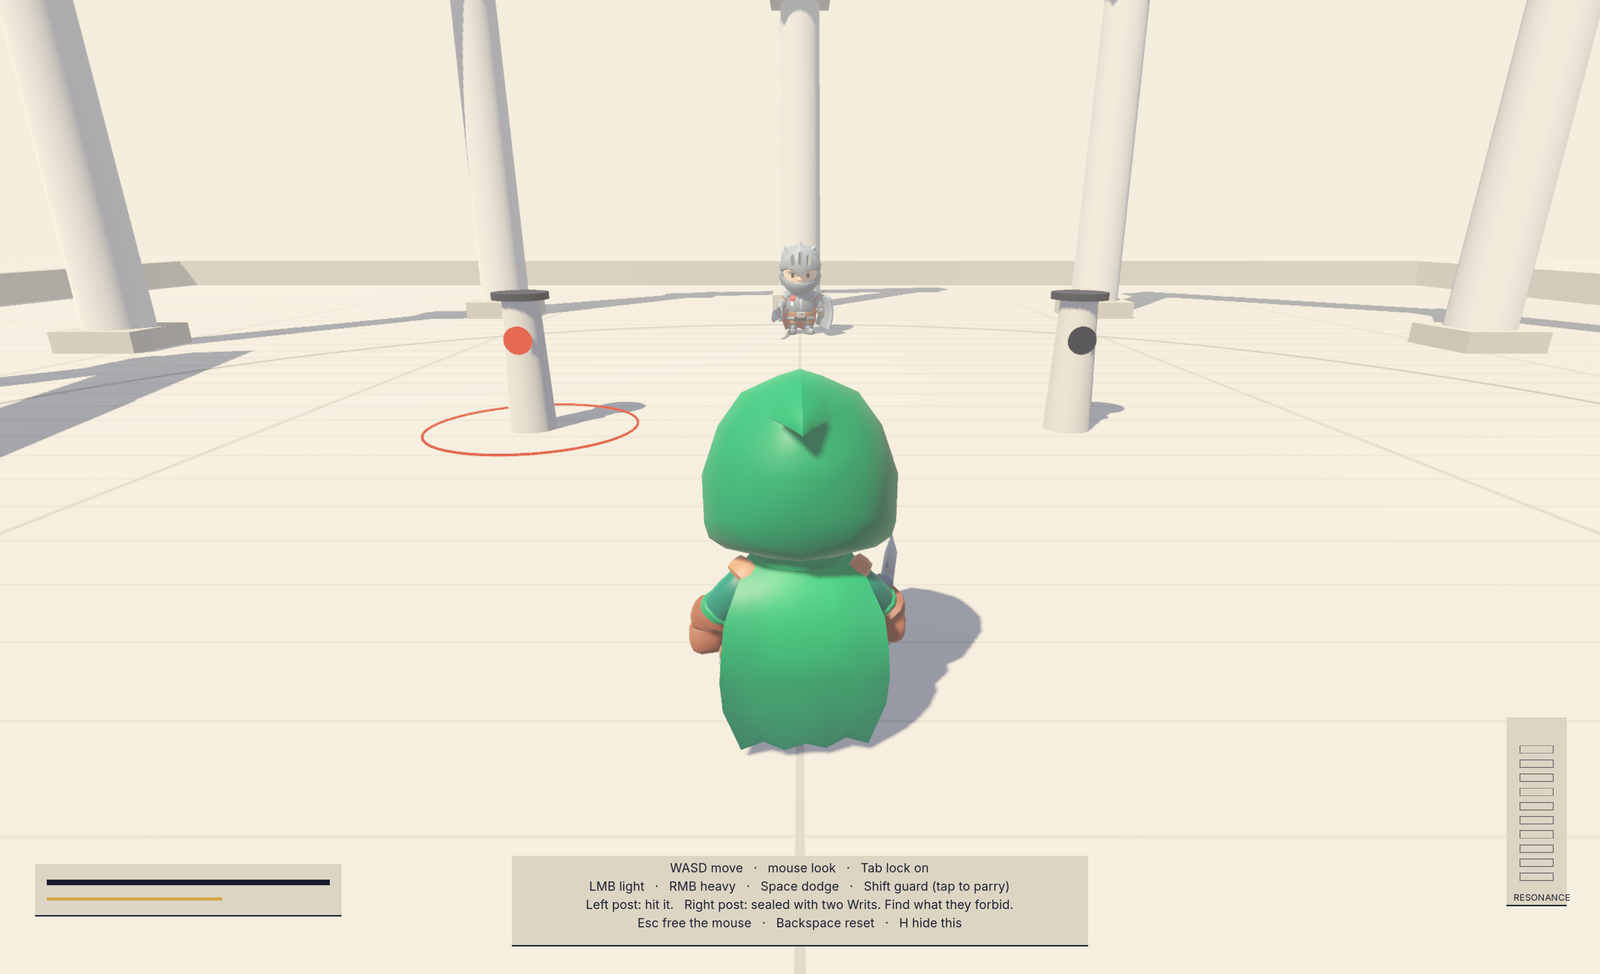 WASD move · mouse look · Tab lock on
LMB light · RMB heavy · Space dodge · Shift guard (tap to parry)
Left post: hit it. Right post: sealed with two Writs. Find what they forbid.
Esc free the mouse · Backspace reset · H hide this
RESONANCE